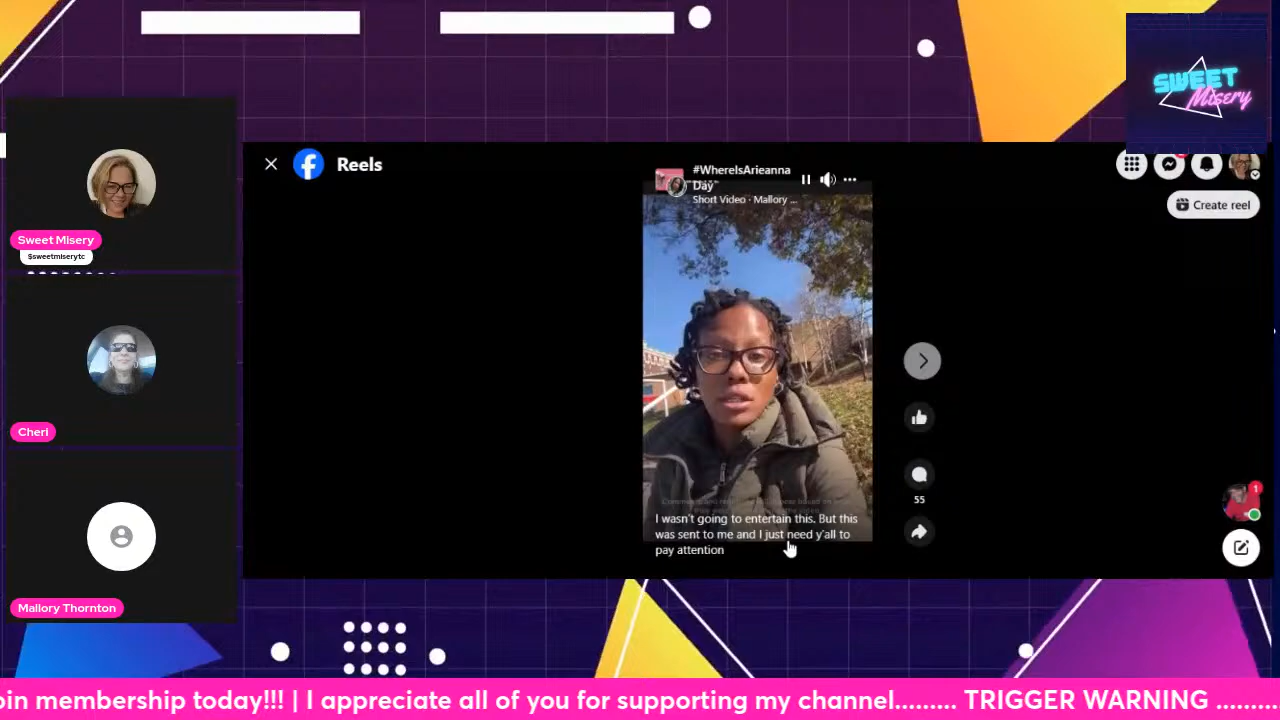 SWEET
Misery
Reels
#WhereIsArieanna
Day
Short Video · Mallory ...
Create reel
Sweet Misery
$sweetmiserytc
Cheri
Mallory Thornton
55
1
I wasn't going to entertain this. But this
was sent to me and I just need y'all to
pay attention
oin membership today!!! | I appreciate all of you for supporting my channel......... TRIGGER WARNING .........